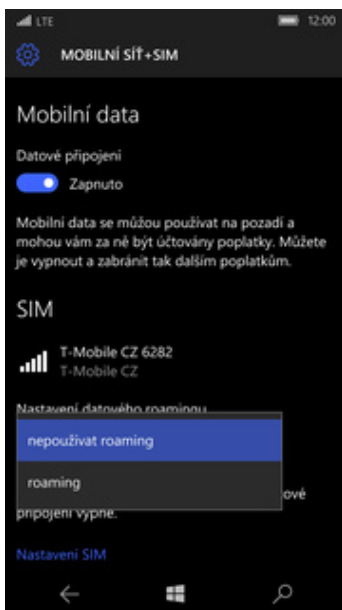 LTE 12:00
MOBILNÍ SÍŤ+SIM
Mobilní data
Datové připojení
Zapnuto
Mobilní data se můžou používat na pozadí a
mohou vám za ně být účtovány poplatky. Můžete
je vypnout a zabránit tak dalším poplatkům.
SIM
T-Mobile CZ 6282
T-Mobile CZ
Nastavení datového roamingu
nepoužívat roaming
roaming
ové
připojení vypne.
Nastavení SIM